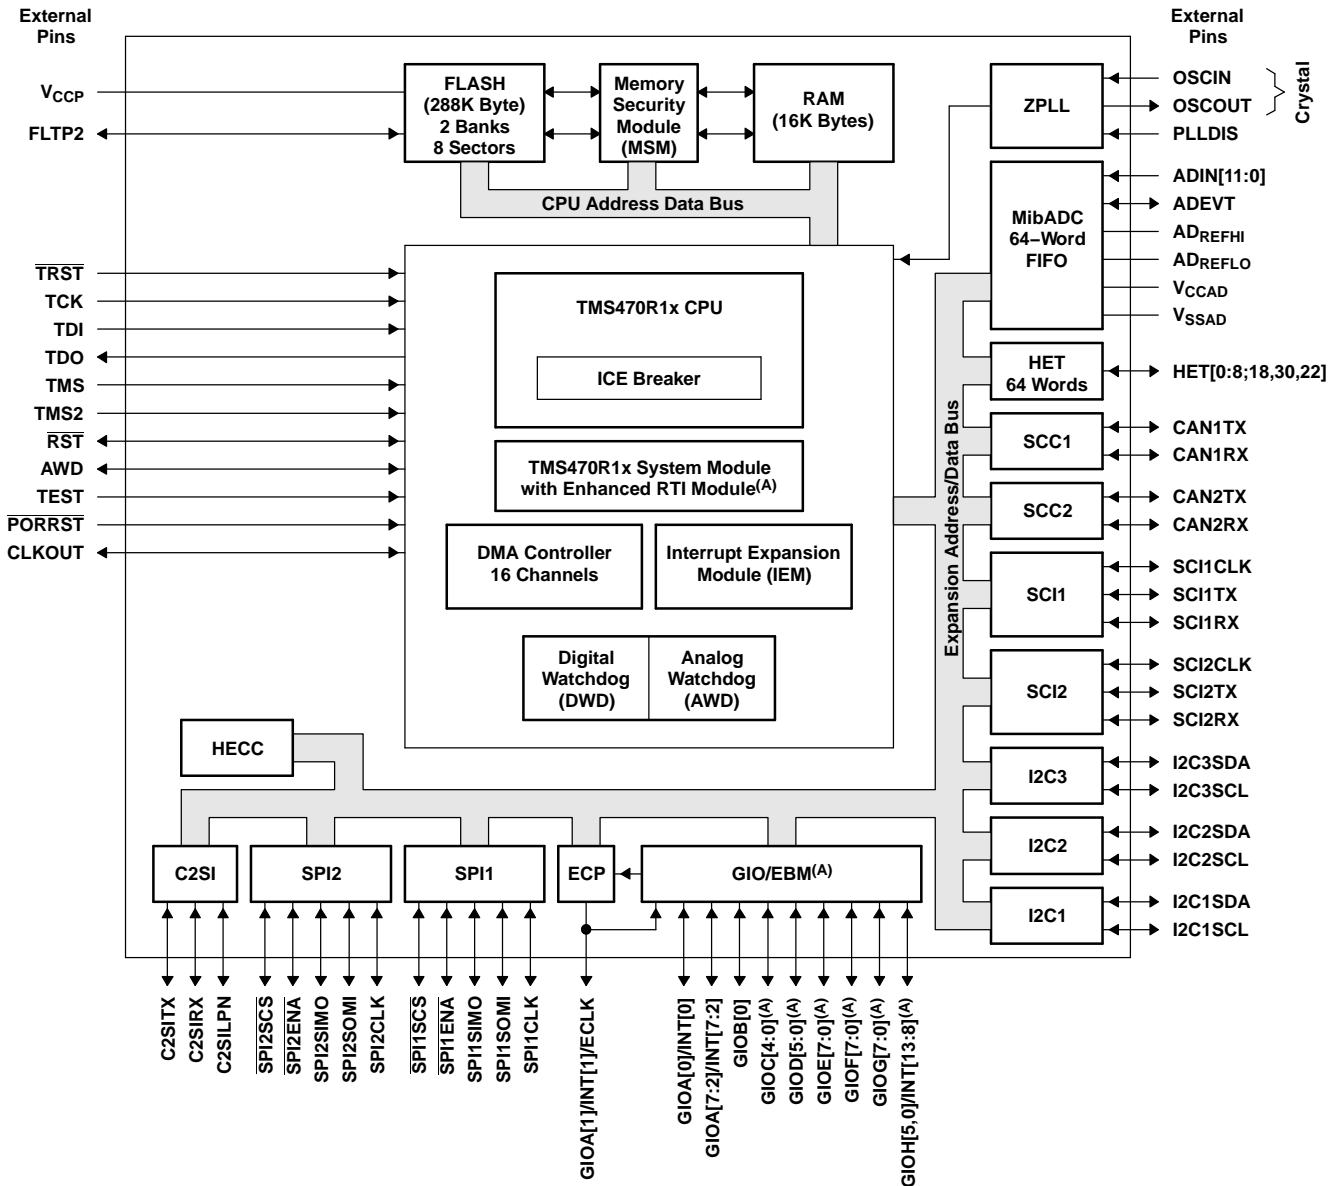 External
Pins
External
Pins
V CCP
FLTP2
FLASH
(288K Byte)
2 Banks
8 Sectors
Memory
Security
Module
(MSM)
RAM
(16K Bytes)
CPU Address Data Bus
ZPLL
OSCIN
OSCOUT
PLLDIS
Crystal
MibADC
64−Word
FIFO
ADIN[11:0]
ADEVT
AD REFHI
AD REFLO
V CCAD
V SSAD
TRST
TCK
TDI
TDO
TMS
TMS2
RST
AWD
TEST
PORRST
CLKOUT
TMS470R1x CPU
ICE Breaker
TMS470R1x System Module
with Enhanced RTI Module(A)
DMA Controller
16 Channels
Interrupt Expansion
Module (IEM)
Digital
Watchdog
(DWD)
Analog
Watchdog
(AWD)
Expansion Address/Data Bus
HET
64 Words
HET[0:8;18,30,22]
SCC1
CAN1TX
CAN1RX
SCC2
CAN2TX
CAN2RX
SCI1
SCI1CLK
SCI1TX
SCI1RX
SCI2
SCI2CLK
SCI2TX
SCI2RX
I2C3
I2C3SDA
I2C3SCL
I2C2
I2C2SDA
I2C2SCL
I2C1
I2C1SDA
I2C1SCL
HECC
C2SI
SPI2
SPI1
ECP
GIO/EBM(A)
C2SITX
C2SIRX
C2SILPN
SPI2SCS
SPI2ENA
SPI2SIMO
SPI2SOMI
SPI2CLK
SPI1SCS
SPI1ENA
SPI1SIMO
SPI1SOMI
SPI1CLK
GIOA[1]/INT[1]/ECLK
GIOA[0]/INT[0]
GIOA[7:2]/INT[7:2]
GIOB[0]
GIOC[4:0](A)
GIOD[5:0](A)
GIOE[7:0](A)
GIOF[7:0](A)
GIOG[7:0](A)
GIOH[5,0]/INT[13:8](A)